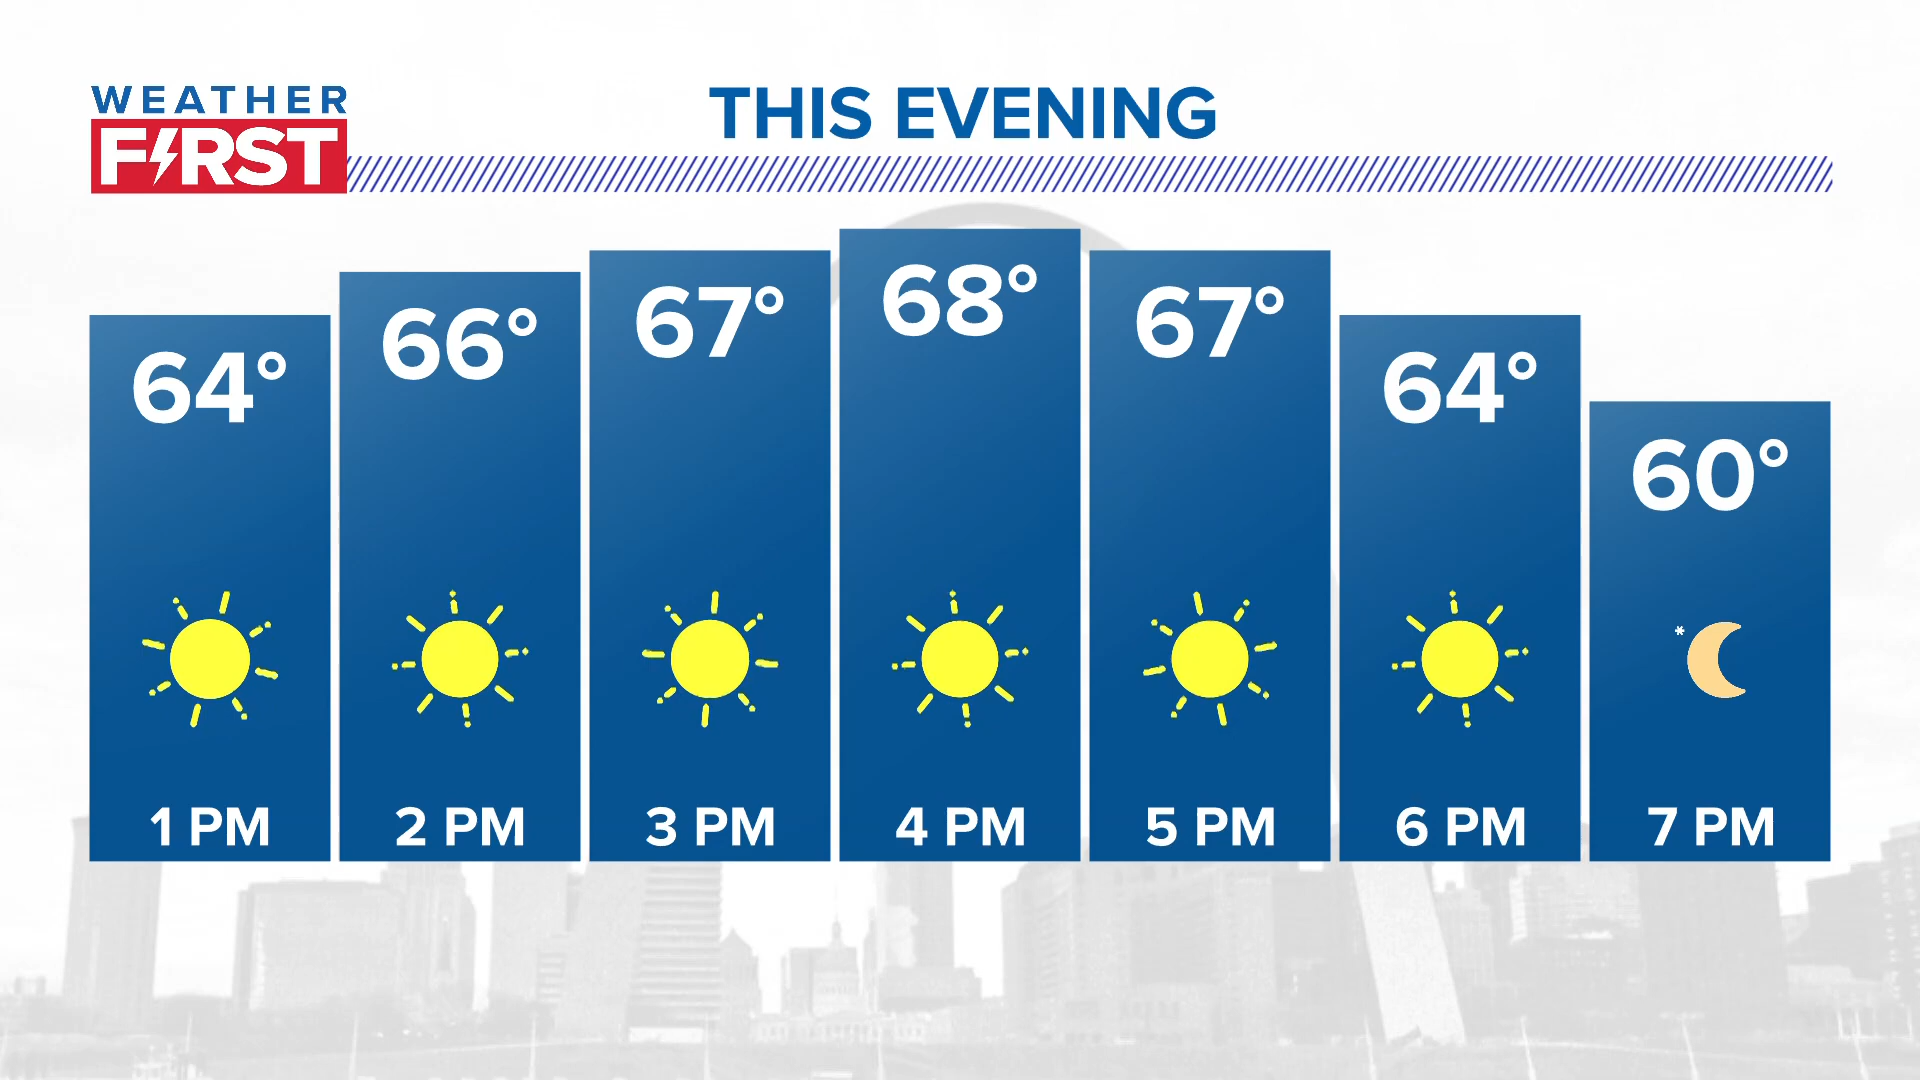 WEATHER
FIRST
THIS EVENING
64° 66° 67° 68° 67° 64° 60°
1 PM 2 PM 3 PM 4 PM 5 PM 6 PM 7 PM